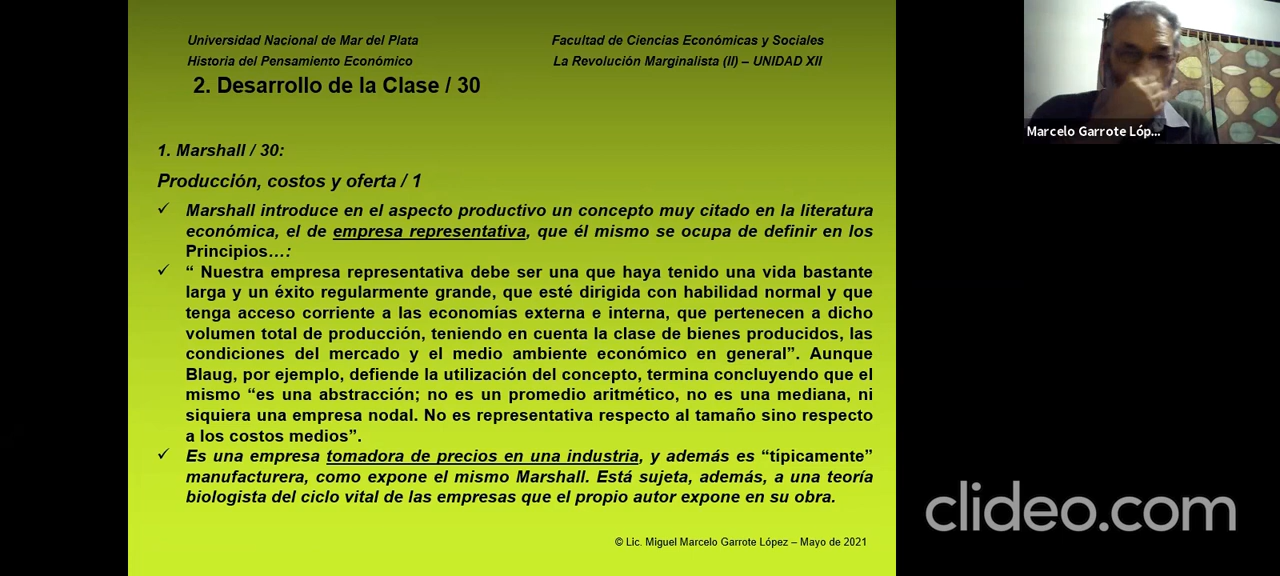 Universidad Nacional de Mar del Plata
Facultad de Ciencias Económicas y Sociales
Historia del Pensamiento Económico
La Revolución Marginalista (II) – UNIDAD XII
2. Desarrollo de la Clase / 30
1. Marshall / 30:
Producción, costos y oferta / 1
✓ Marshall introduce en el aspecto productivo un concepto muy citado en la literatura
económica, el de empresa representativa, que él mismo se ocupa de definir en los
Principios…:
✓ “ Nuestra empresa representativa debe ser una que haya tenido una vida bastante
larga y un éxito regularmente grande, que esté dirigida con habilidad normal y que
tenga acceso corriente a las economías externa e interna, que pertenecen a dicho
volumen total de producción, teniendo en cuenta la clase de bienes producidos, las
condiciones del mercado y el medio ambiente económico en general”. Aunque
Blaug, por ejemplo, defiende la utilización del concepto, termina concluyendo que el
mismo “es una abstracción; no es un promedio aritmético, no es una mediana, ni
siquiera una empresa nodal. No es representativa respecto al tamaño sino respecto
a los costos medios”.
✓ Es una empresa tomadora de precios en una industria, y además es “típicamente”
manufacturera, como expone el mismo Marshall. Está sujeta, además, a una teoría
biologista del ciclo vital de las empresas que el propio autor expone en su obra.
© Lic. Miguel Marcelo Garrote López – Mayo de 2021
Marcelo Garrote Lóp...
clideo.com